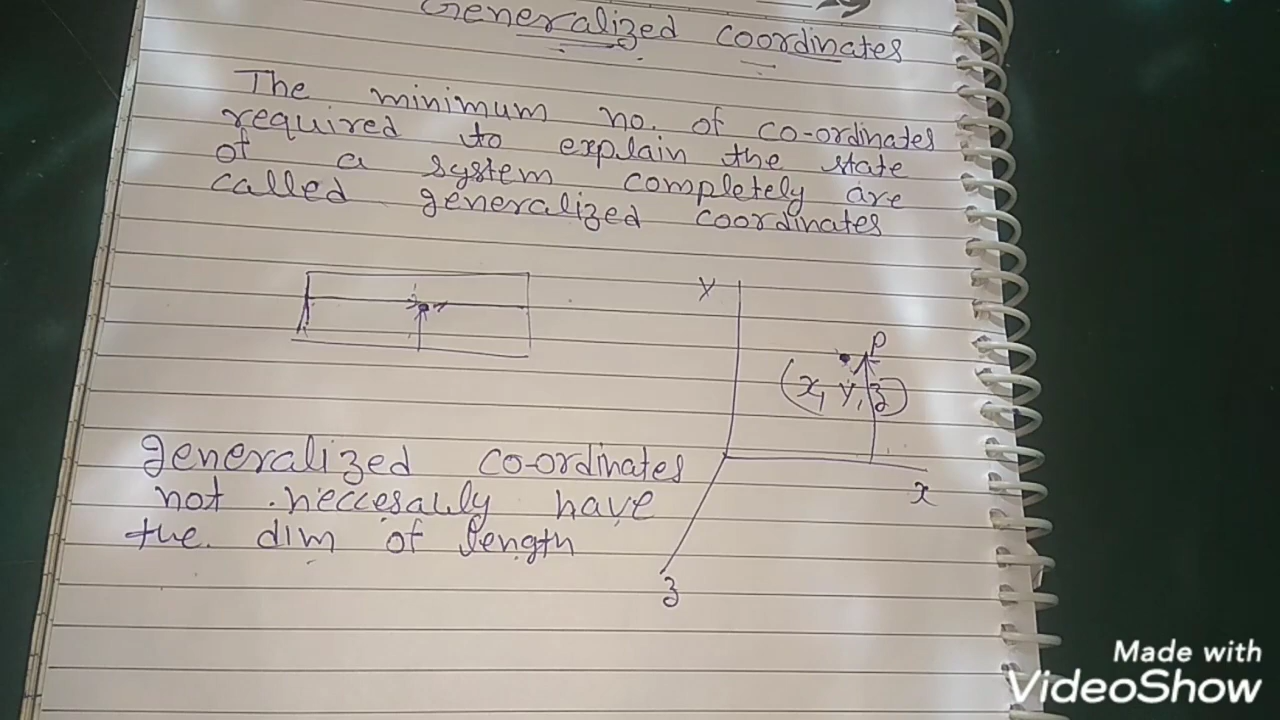 Generalized coordinates
The minimum no. of co-ordinates
required to explain the state
of a system completely are
called generalized coordinates
y
P
(x, y, z)
x
z
generalized co-ordinates
not neccesauly have
the dim of length
Made with
VideoShow